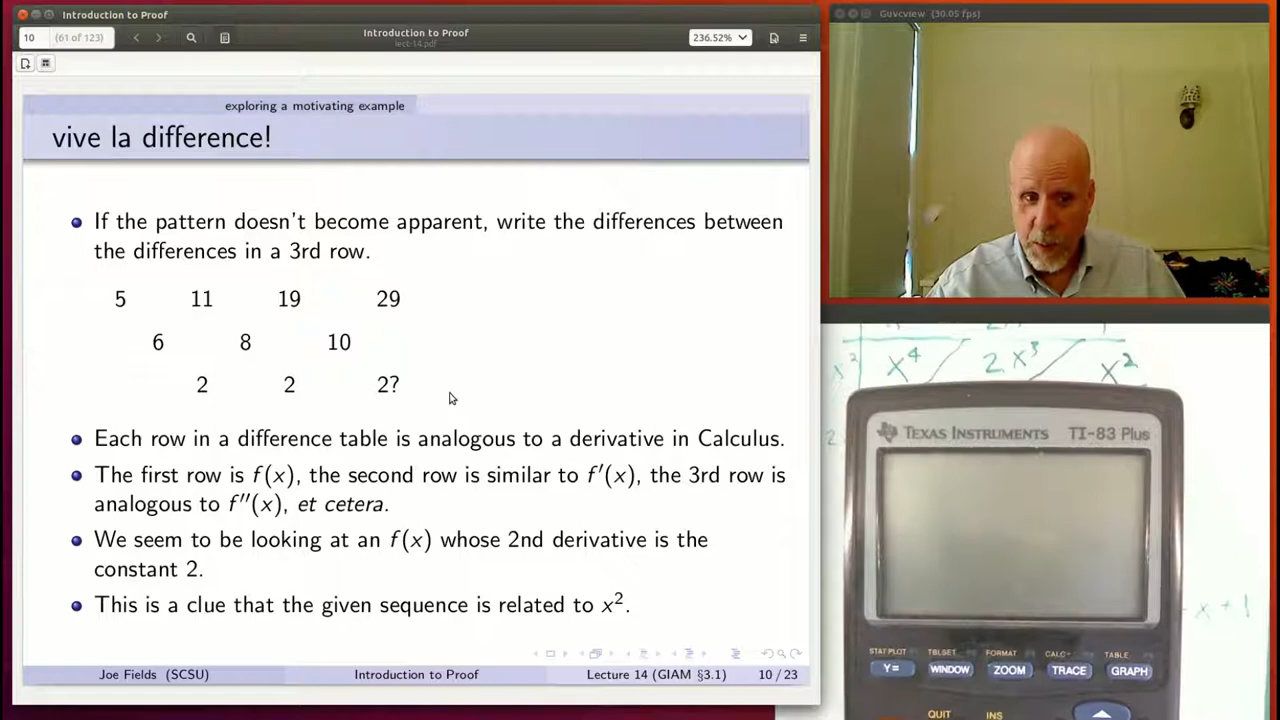 Introduction to Proof
10 (61 of 123)
Introduction to Proof
lect-14.pdf
236.52%
exploring a motivating example
vive la difference!
If the pattern doesn't become apparent, write the differences between
the differences in a 3rd row.
5 11 19 29
6 8 10
2 2 2?
Each row in a difference table is analogous to a derivative in Calculus.
The first row is f(x), the second row is similar to f′(x), the 3rd row is
analogous to f′′(x), et cetera.
We seem to be looking at an f(x) whose 2nd derivative is the
constant 2.
This is a clue that the given sequence is related to x².
Joe Fields (SCSU) Introduction to Proof Lecture 14 (GIAM §3.1) 10 / 23
Guvcview (30.05 fps)
x² x⁴ 2x³ x²
x + 1
TEXAS INSTRUMENTS TI-83 Plus
STAT PLOT TBLSET FORMAT CALC TABLE
Y= WINDOW ZOOM TRACE GRAPH
QUIT INS